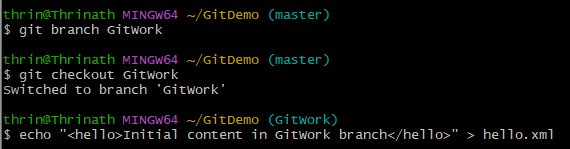 thrin@Thrinath MINGW64 ~/GitDemo (master)
$ git branch GitWork
thrin@Thrinath MINGW64 ~/GitDemo (master)
$ git checkout GitWork
Switched to branch 'GitWork'
thrin@Thrinath MINGW64 ~/GitDemo (GitWork)
$ echo "<hello>Initial content in GitWork branch</hello>" > hello.xml